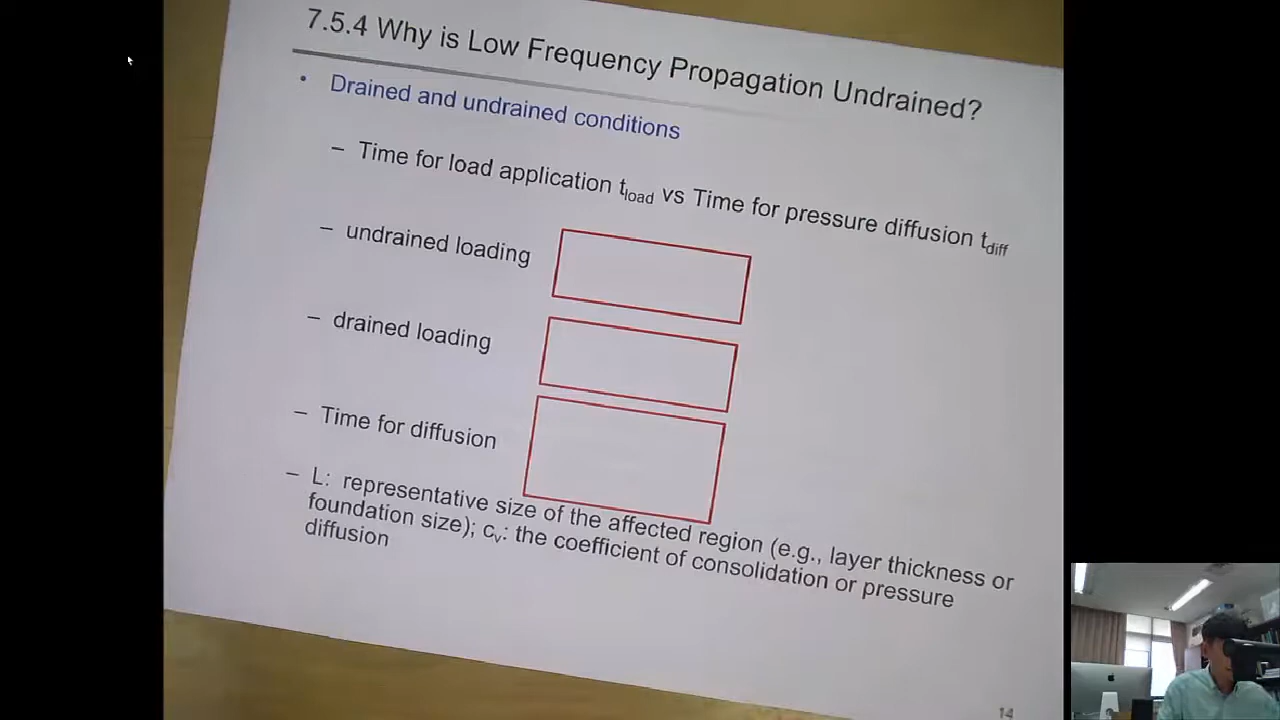 7.5.4 Why is Low Frequency Propagation Undrained?
• Drained and undrained conditions
– Time for load application tload vs Time for pressure diffusion tdiff
– undrained loading
– drained loading
– Time for diffusion
– L: representative size of the affected region (e.g., layer thickness or
foundation size); cv: the coefficient of consolidation or pressure
diffusion
14